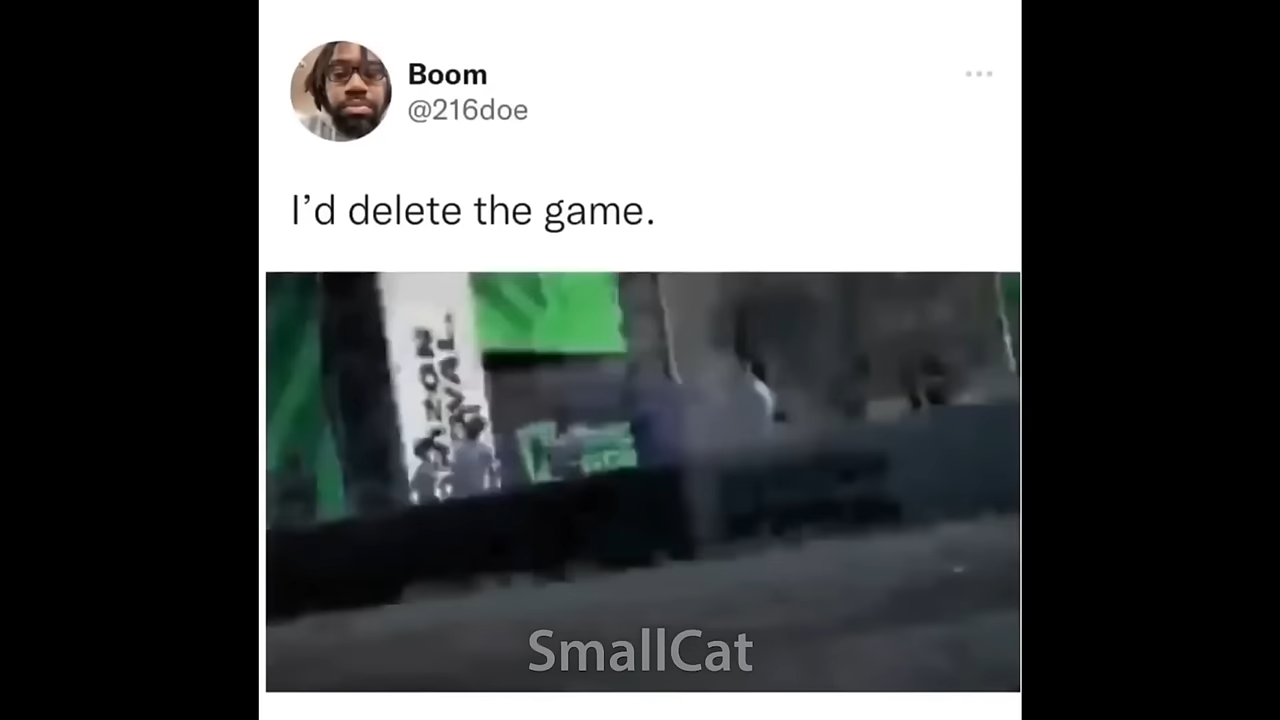 Boom
@216doe
I’d delete the game.
SmallCat